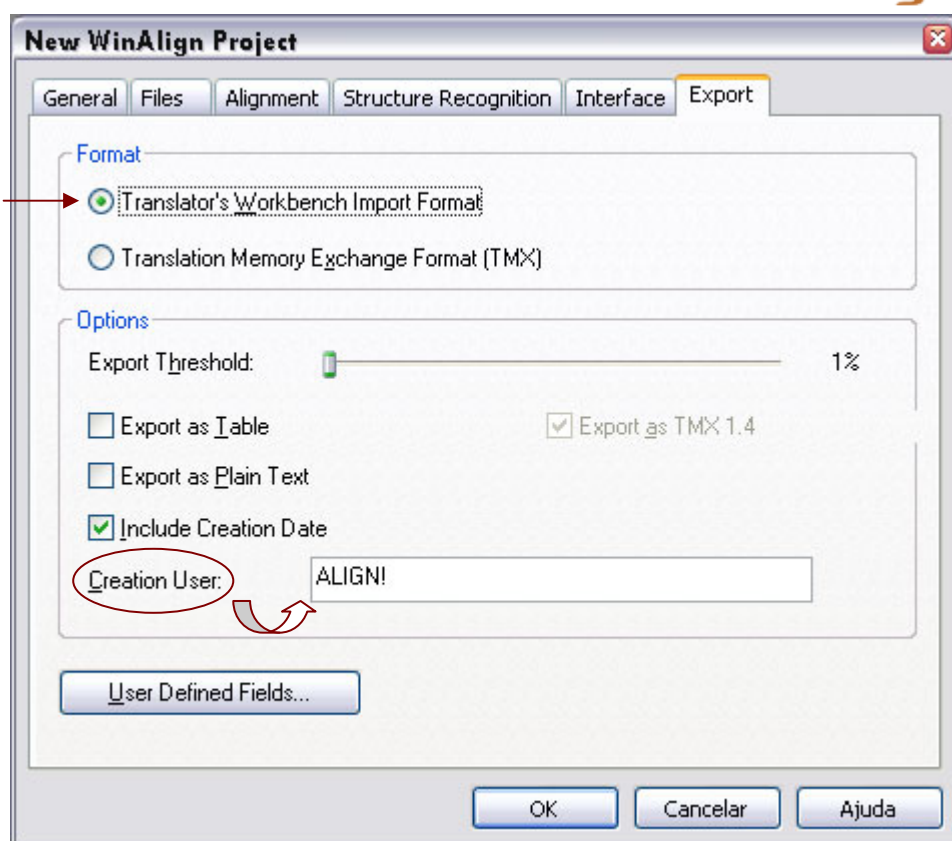 New WinAlign Project
General Files Alignment Structure Recognition Interface Export
Format
Translator's Workbench Import Format
Translation Memory Exchange Format (TMX)
Options
Export Threshold: 1%
Export as Table Export as TMX 1.4
Export as Plain Text
Include Creation Date
Creation User: ALIGN!
User Defined Fields...
OK Cancelar Ajuda